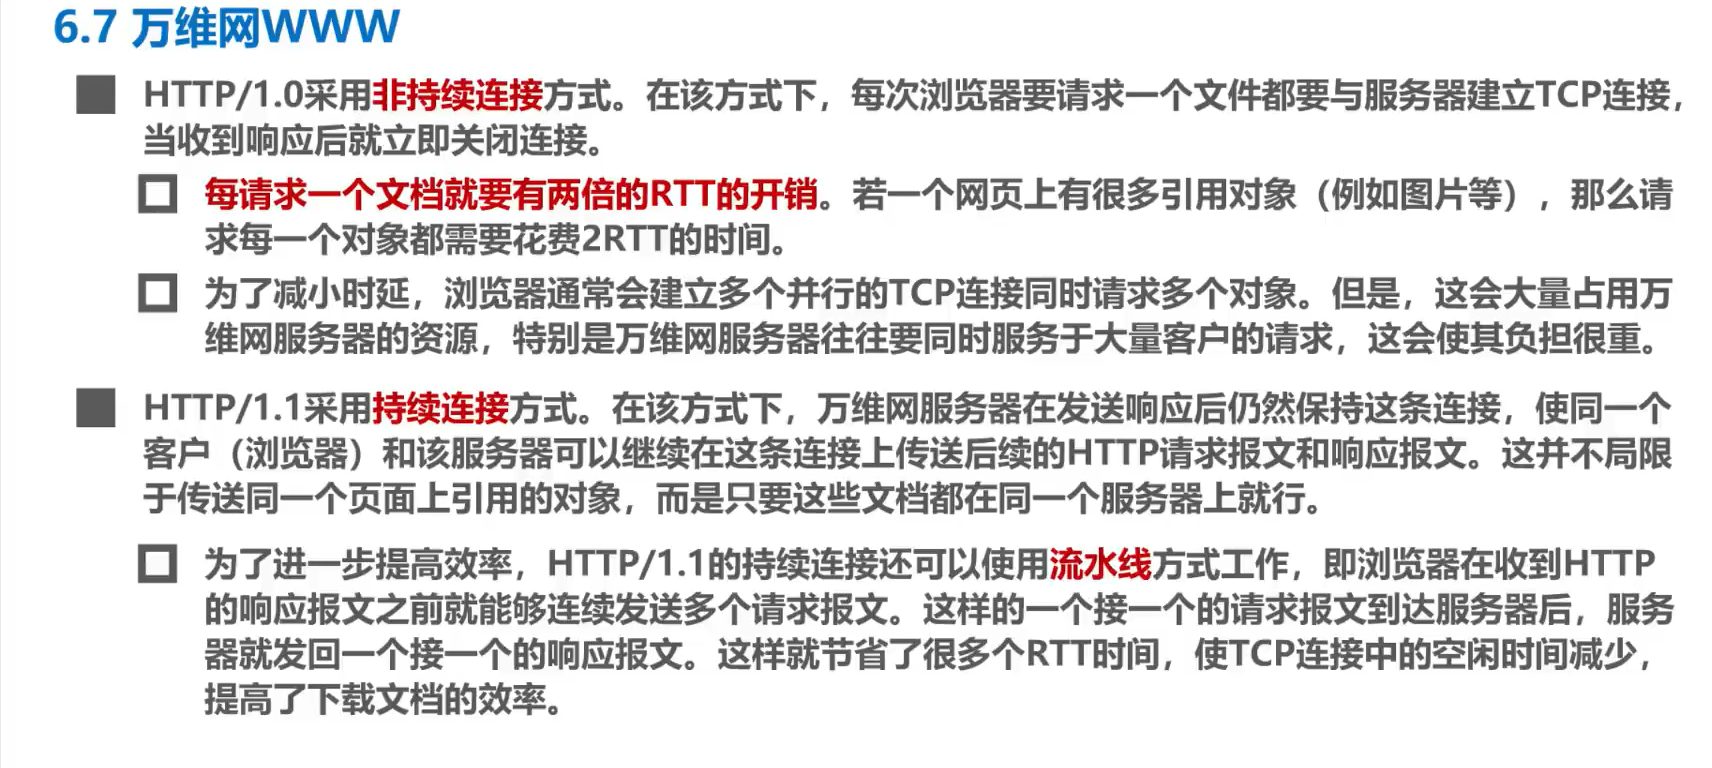 6.7 万维网WWW
HTTP/1.0采用非持续连接方式。在该方式下，每次浏览器要请求一个文件都要与服务器建立TCP连接，
当收到响应后就立即关闭连接。
每请求一个文档就要有两倍的RTT的开销。若一个网页上有很多引用对象（例如图片等），那么请
求每一个对象都需要花费2RTT的时间。
为了减小时延，浏览器通常会建立多个并行的TCP连接同时请求多个对象。但是，这会大量占用万
维网服务器的资源，特别是万维网服务器往往要同时服务于大量客户的请求，这会使其负担很重。
HTTP/1.1采用持续连接方式。在该方式下，万维网服务器在发送响应后仍然保持这条连接，使同一个
客户（浏览器）和该服务器可以继续在这条连接上传送后续的HTTP请求报文和响应报文。这并不局限
于传送同一个页面上引用的对象，而是只要这些文档都在同一个服务器上就行。
为了进一步提高效率，HTTP/1.1的持续连接还可以使用流水线方式工作，即浏览器在收到HTTP
的响应报文之前就能够连续发送多个请求报文。这样的一个接一个的请求报文到达服务器后，服务
器就发回一个接一个的响应报文。这样就节省了很多个RTT时间，使TCP连接中的空闲时间减少，
提高了下载文档的效率。